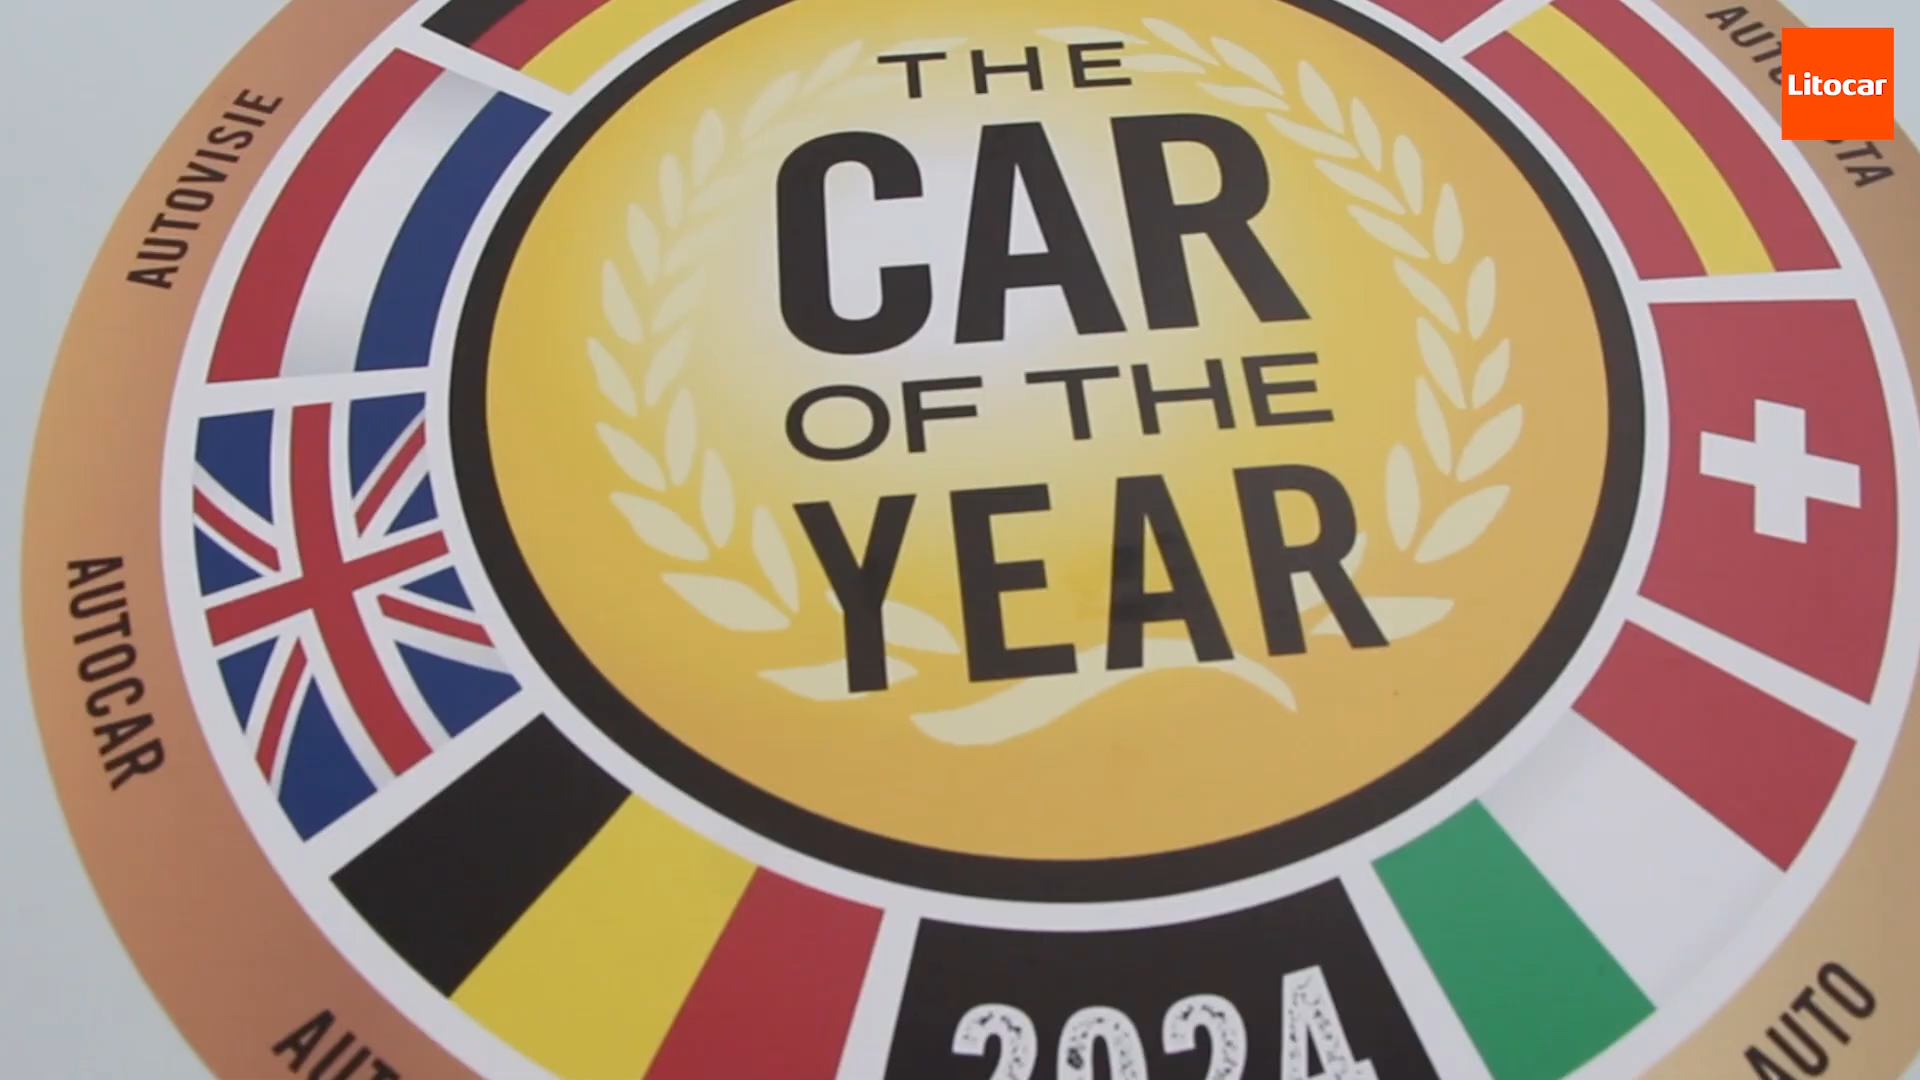 THE
CAR
OF THE
YEAR
2024
AUTOVISIE
AUTOCAR
AUTO
Litocar